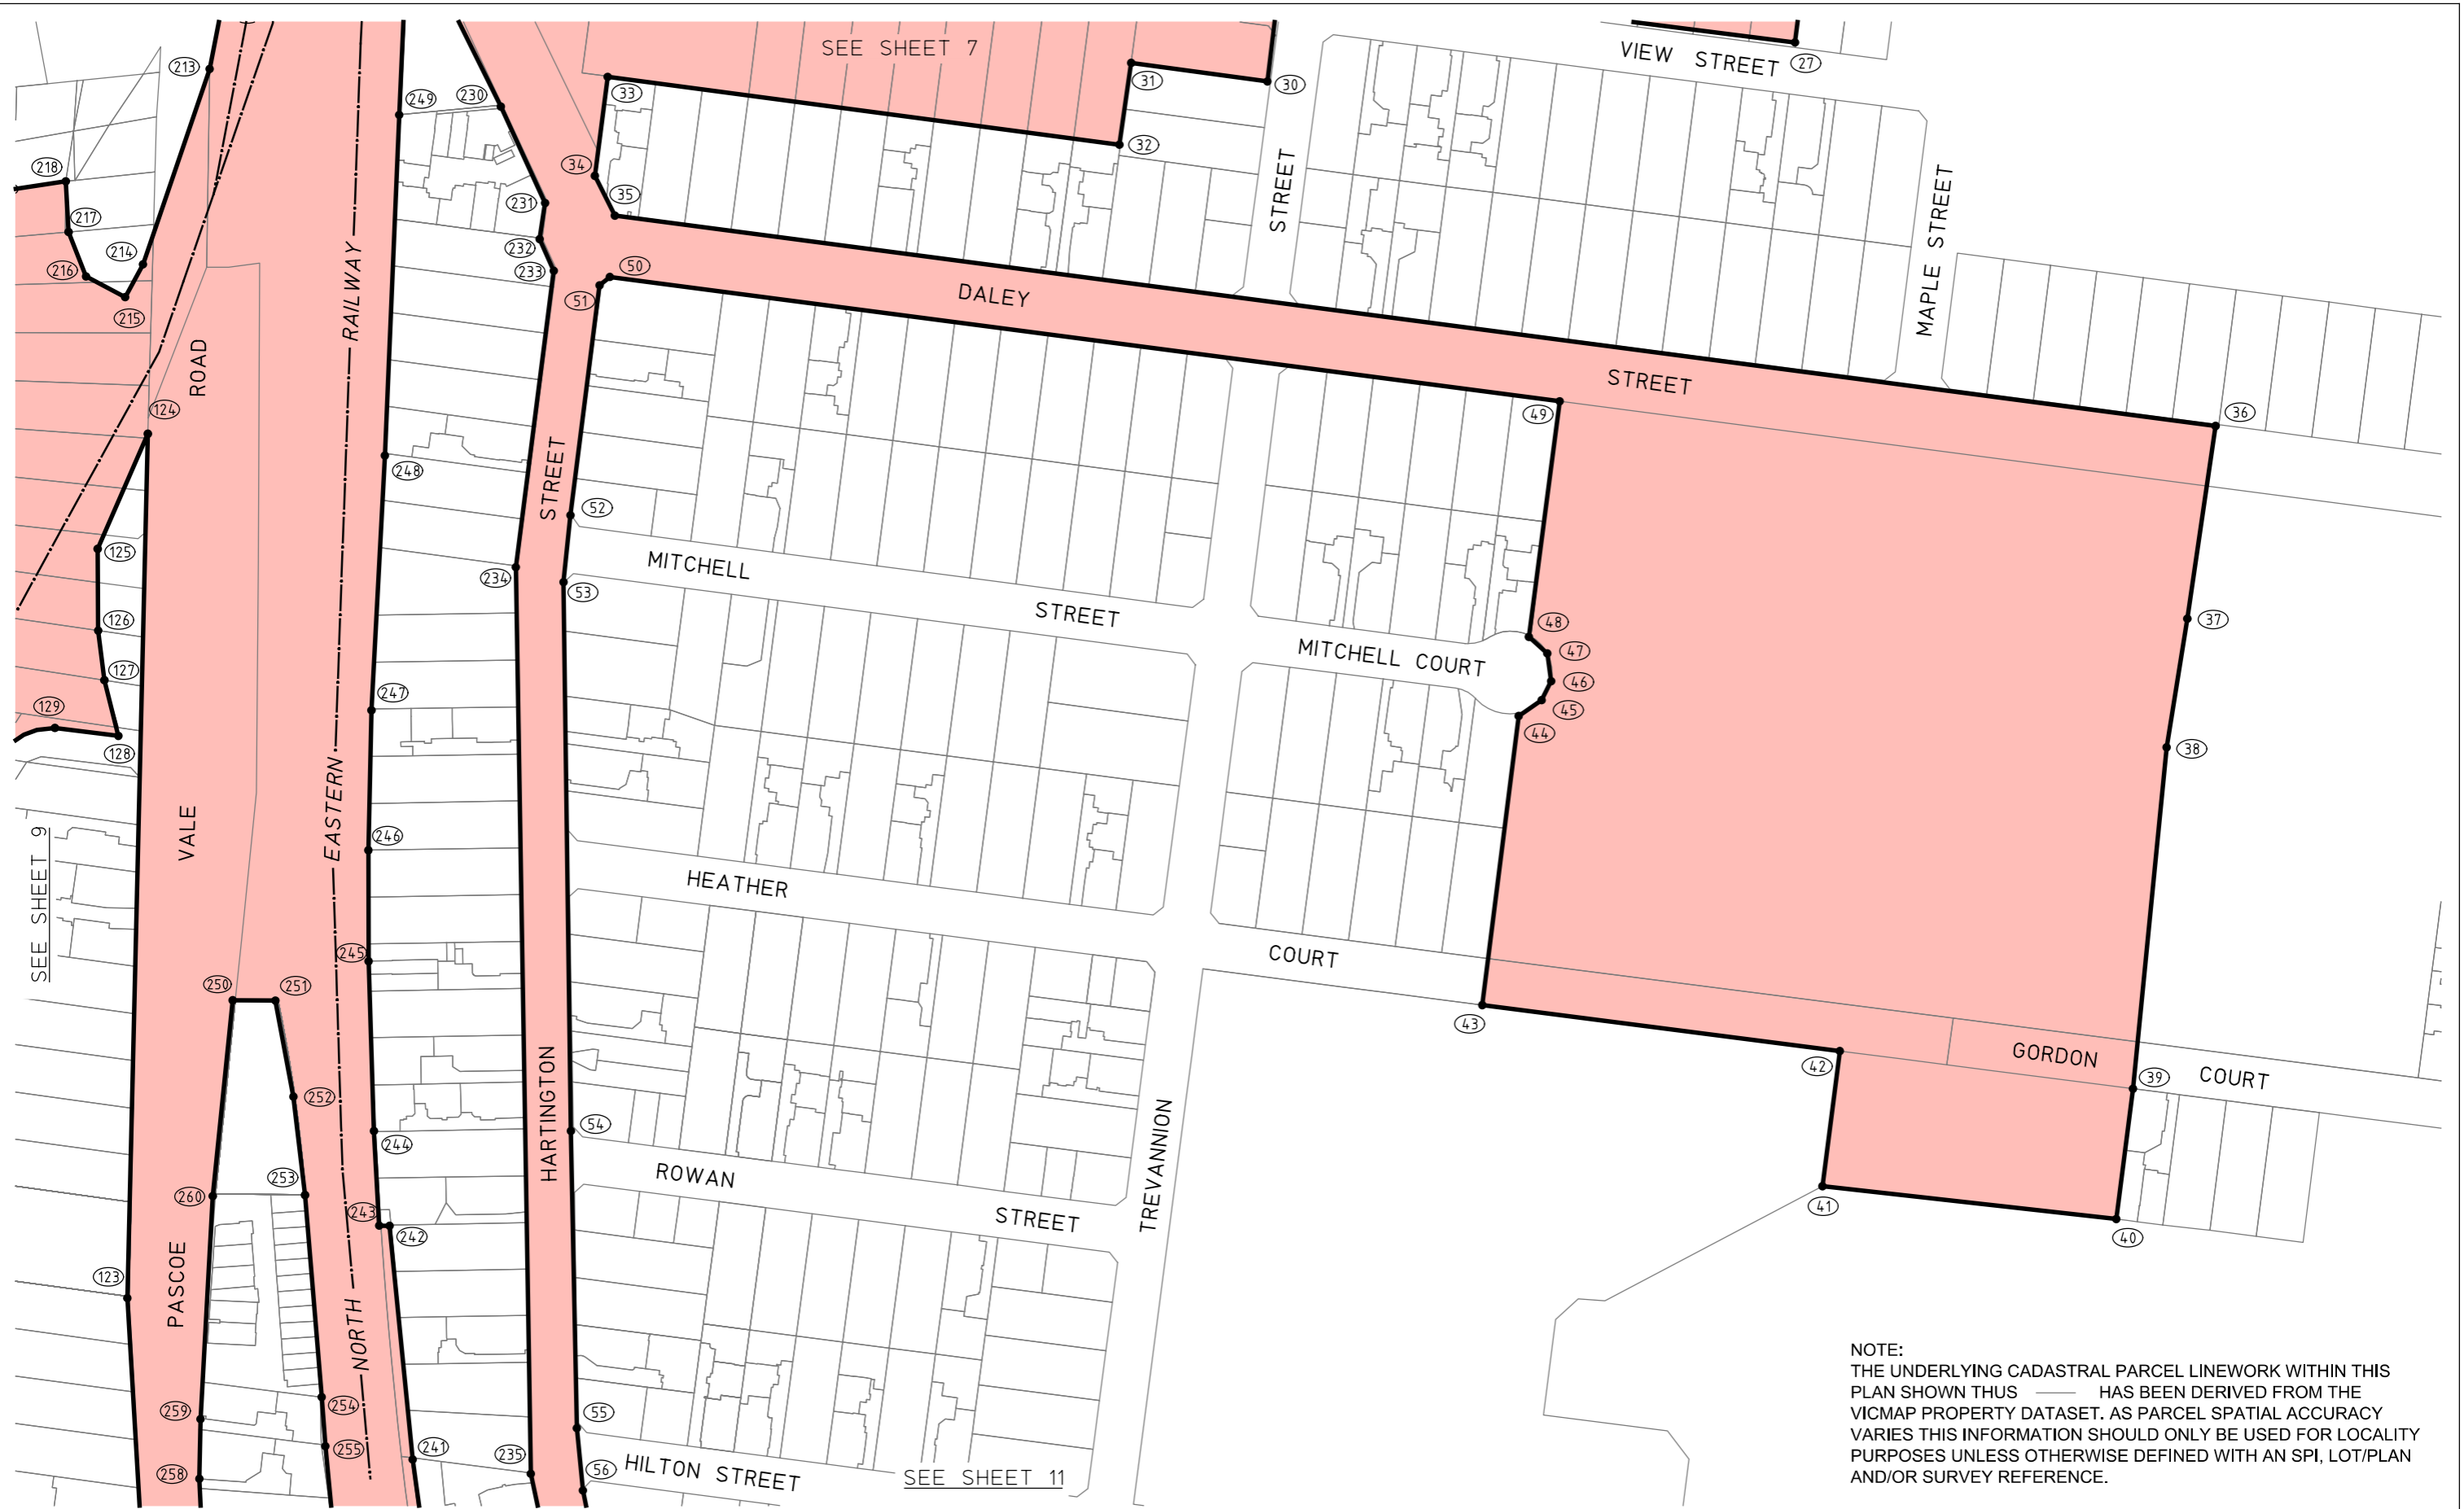 SEE SHEET 7
VIEW STREET
27
213
249
230
33
31
30
32
34
35
218
217
214
216
215
231
232
233
50
51
STREET
MAPLE STREET
DALEY
STREET
ROAD
RAILWAY
124
49
36
248
STREET
52
125
234
53
MITCHELL
STREET
126
127
129
128
247
48
47
46
45
44
37
38
MITCHELL COURT
SEE SHEET 9
VALE
EASTERN
246
HEATHER
COURT
245
250
251
43
42
GORDON
39
COURT
252
244
HARTINGTON
54
TREVANNION
253
260
243
242
ROWAN
STREET
41
40
123
PASCOE
NORTH
259
254
255
258
241
235
55
56
HILTON STREET
SEE SHEET 11
NOTE:
THE UNDERLYING CADASTRAL PARCEL LINEWORK WITHIN THIS
PLAN SHOWN THUS HAS BEEN DERIVED FROM THE
VICMAP PROPERTY DATASET. AS PARCEL SPATIAL ACCURACY
VARIES THIS INFORMATION SHOULD ONLY BE USED FOR LOCALITY
PURPOSES UNLESS OTHERWISE DEFINED WITH AN SPI, LOT/PLAN
AND/OR SURVEY REFERENCE.